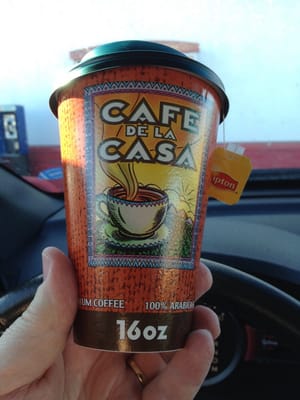 CAFE
DE LA
CASA
Lipton
UM COFFEE 100% ARABICA
16oz